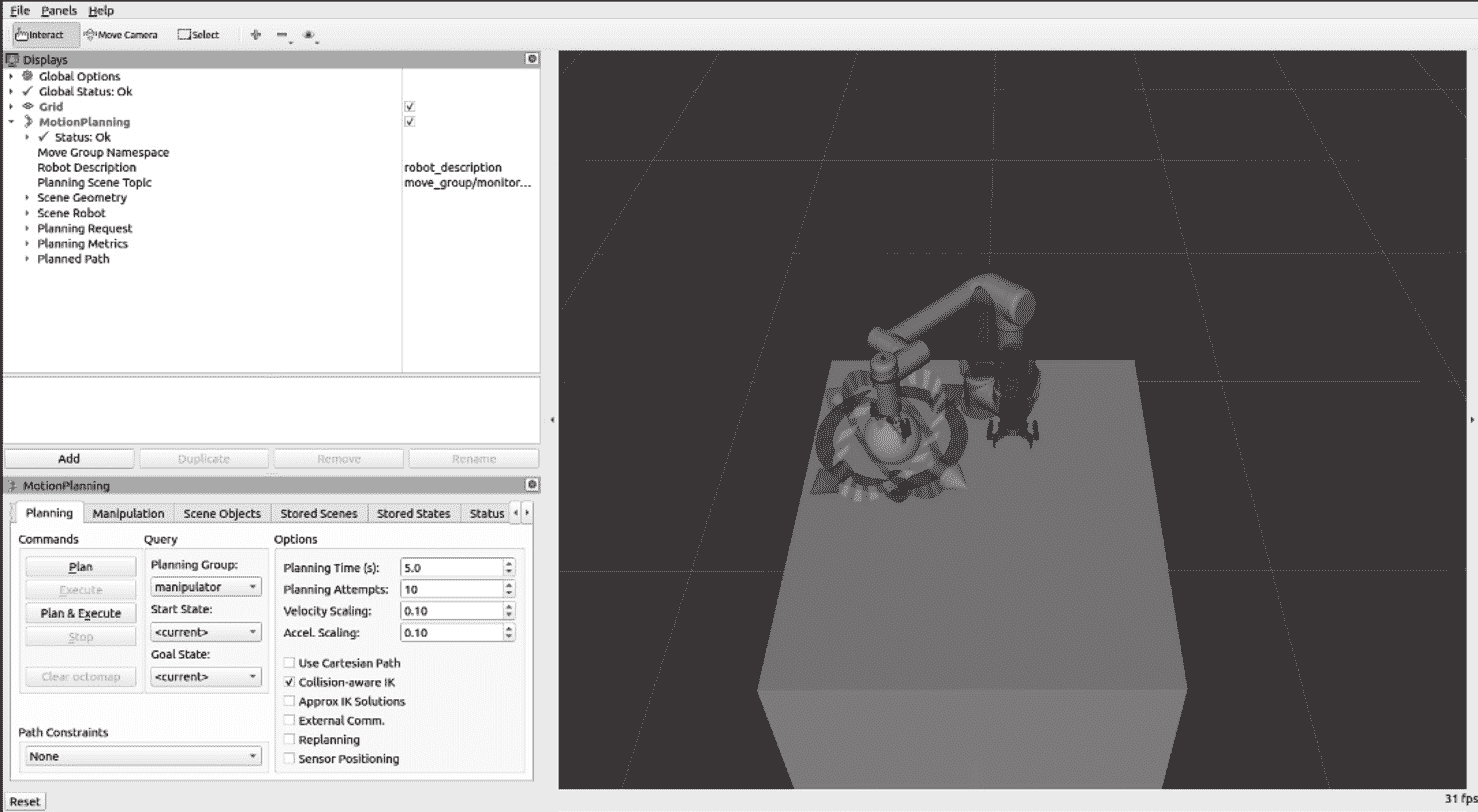 File Panels Help
Interact Move Camera Select
Displays
Global Options
Global Status: Ok
Grid
MotionPlanning
Status: Ok
Move Group Namespace
Robot Description robot_description
Planning Scene Topic move_group/monitor...
Scene Geometry
Scene Robot
Planning Request
Planning Metrics
Planned Path
Add Duplicate Remove Rename
MotionPlanning
Planning Manipulation Scene Objects Stored Scenes Stored States Status
Commands Query Options
Plan Planning Group: Planning Time (s): 5.0
Execute manipulator Planning Attempts: 10
Plan & Execute Start State: Velocity Scaling: 0.10
Stop <current> Accel. Scaling: 0.10
Goal State:
Clear octomap <current>
Use Cartesian Path
Collision-aware IK
Approx IK Solutions
External Comm.
Replanning
Sensor Positioning
Path Constraints
None
Reset
31 fps